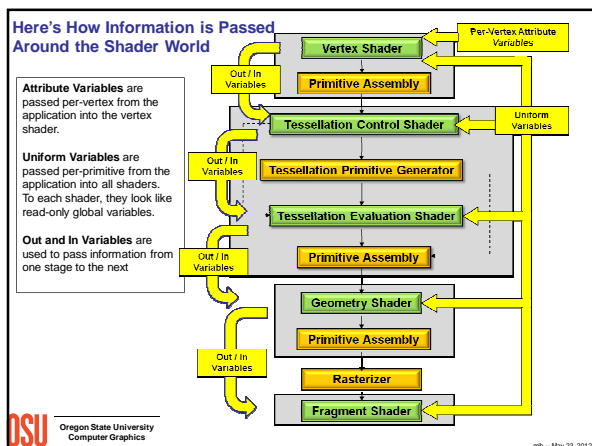 Here's How Information is Passed
Around the Shader World
Attribute Variables are
passed per-vertex from the
application into the vertex
shader.
Uniform Variables are
passed per-primitive from the
application into all shaders.
To each shader, they look like
read-only global variables.
Out and In Variables are
used to pass information from
one stage to the next
Per-Vertex Attribute
Variables
Vertex Shader
Out / In
Variables
Primitive Assembly
Uniform
Variables
Tessellation Control Shader
Out / In
Variables
Tessellation Primitive Generator
Tessellation Evaluation Shader
Out / In
Variables
Primitive Assembly
Geometry Shader
Primitive Assembly
Out / In
Variables
Rasterizer
Fragment Shader
OSU
Oregon State University
Computer Graphics
mjb – May 23, 2012